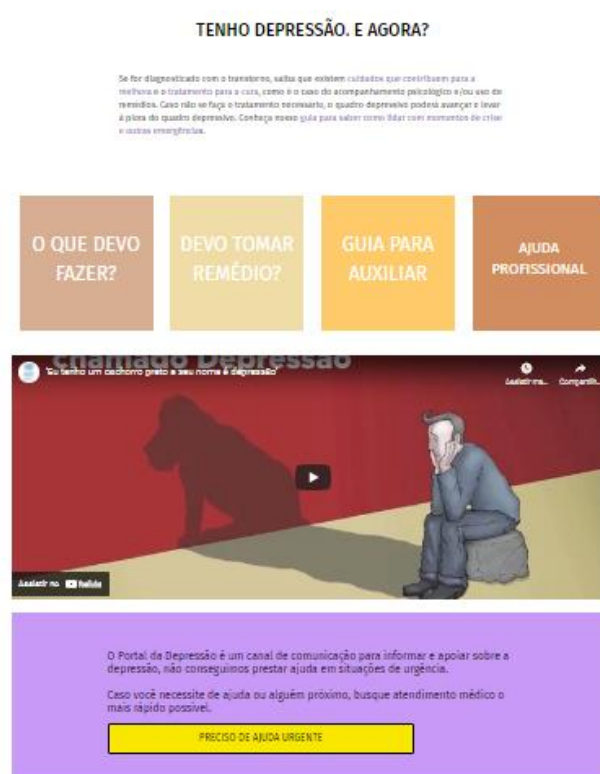 TENHO DEPRESSÃO. E AGORA?
Se for diagnosticado com o transtorno, saiba que existem cuidados que contribuem para a
melhora e o tratamento para a cura, como é o caso do acompanhamento psicológico e/ou uso de
remédios. Caso não se faça o tratamento necessário, o quadro depressivo poderá avançar e levar
à piora do quadro depressivo. Conheça nosso guia para saber como lidar com momentos de crise
e outras emergências.
O QUE DEVO
FAZER?
DEVO TOMAR
REMÉDIO?
GUIA PARA
AUXILIAR
AJUDA
PROFISSIONAL
chamado Depressão
"Eu tenho um cachorro preto e seu nome é depressão"
Assistir ma...
Compartilh...
Assistir no YouTube
O Portal da Depressão é um canal de comunicação para informar e apoiar sobre a
depressão, não conseguimos prestar ajuda em situações de urgência.
Caso você necessite de ajuda ou alguém próximo, busque atendimento médico o
mais rápido possível.
PRECISO DE AJUDA URGENTE